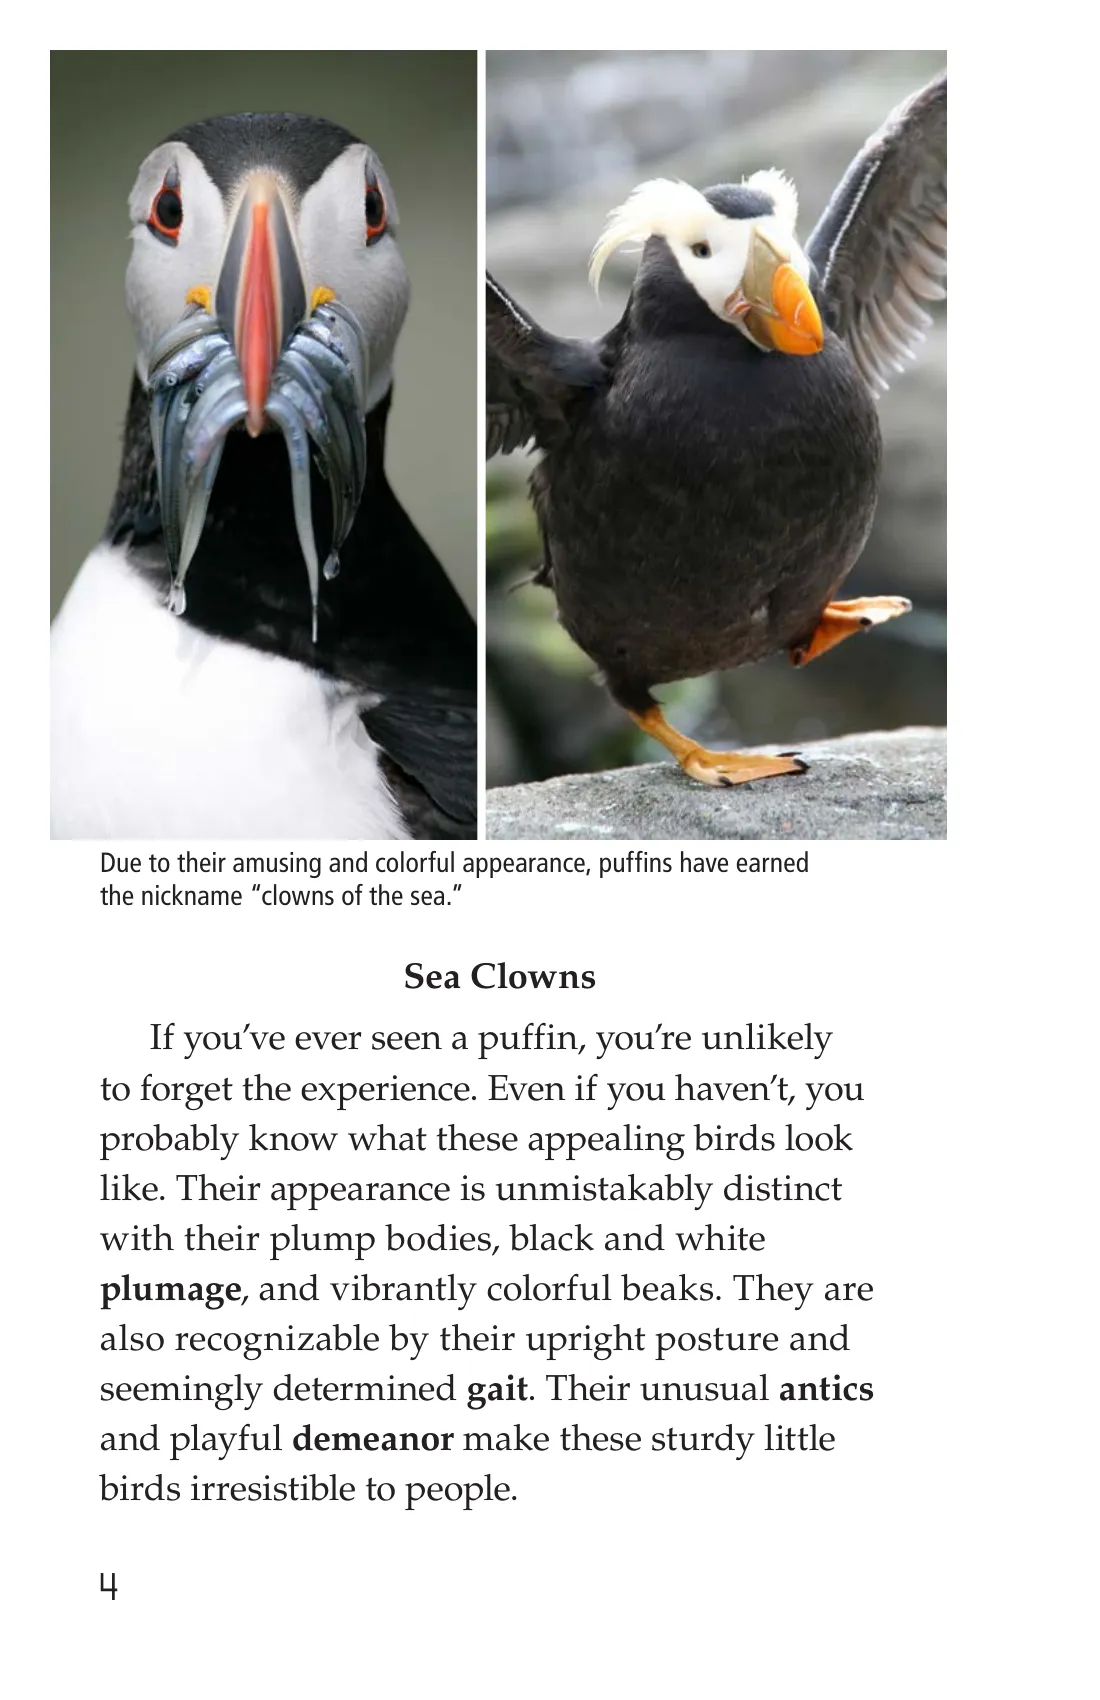 Due to their amusing and colorful appearance, puffins have earned
the nickname “clowns of the sea.”
Sea Clowns
If you’ve ever seen a puffin, you’re unlikely
to forget the experience. Even if you haven’t, you
probably know what these appealing birds look
like. Their appearance is unmistakably distinct
with their plump bodies, black and white
plumage, and vibrantly colorful beaks. They are
also recognizable by their upright posture and
seemingly determined gait. Their unusual antics
and playful demeanor make these sturdy little
birds irresistible to people.
4